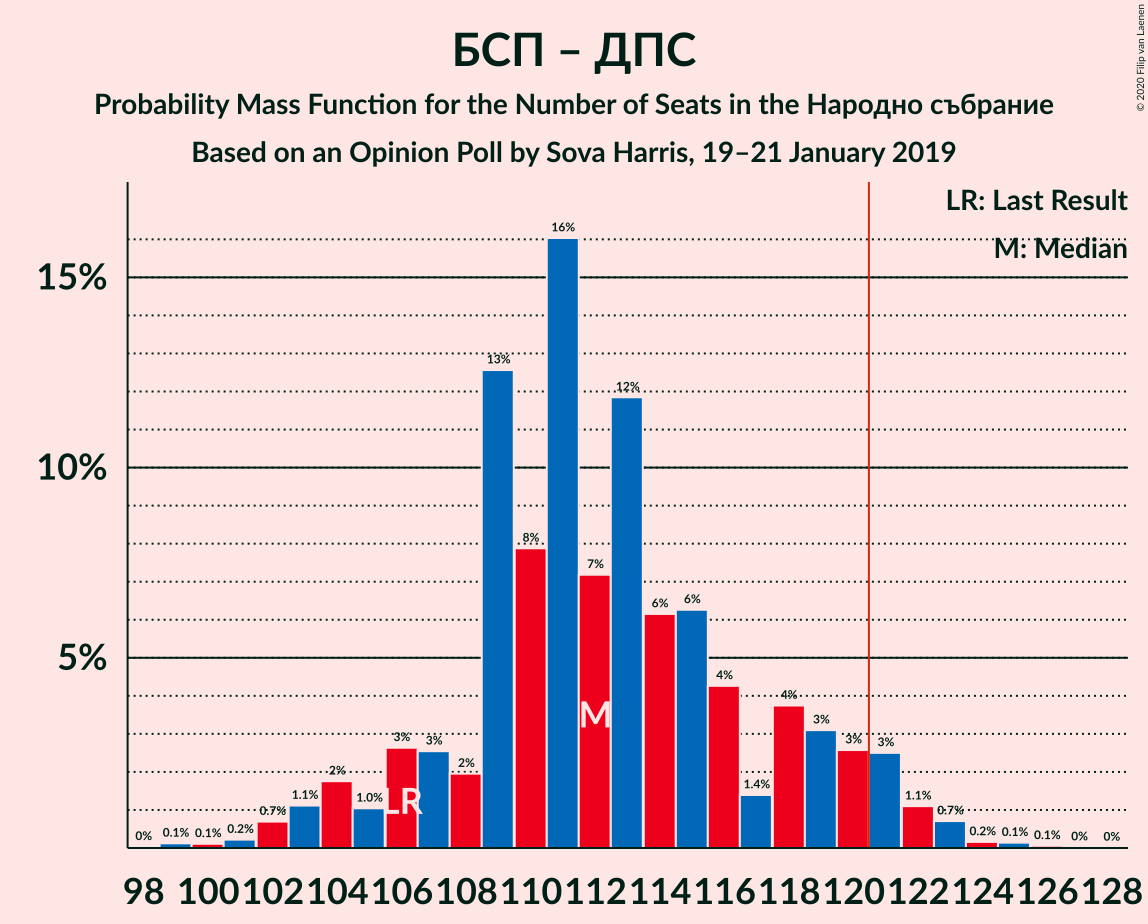 БСП – ДПС
Probability Mass Function for the Number of Seats in the Народно събрание
Based on an Opinion Poll by Sova Harris, 19–21 January 2019
© 2020 Filip van Laenen
LR: Last Result
M: Median
15%
10%
5%
0% 0.1% 0.1% 0.2% 0.7% 1.1% 2% 1.0% 3% 3% 2% 13% 8% 16% 7% 12% 6% 6% 4% 1.4% 4% 3% 3% 3% 1.1% 0.7% 0.2% 0.1% 0.1% 0% 0%
LR
M
98 100 102 104 106 108 110 112 114 116 118 120 122 124 126 128